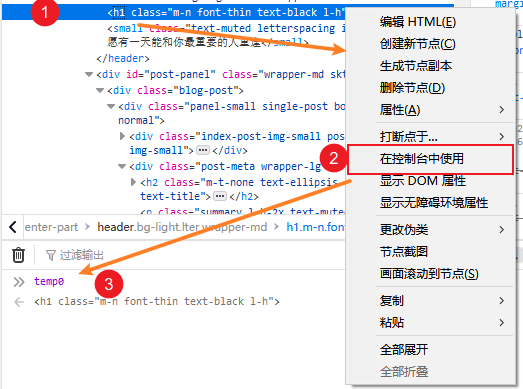 1
<h1 class="m-n font-thin text-black l-h"
<small class="text-muted letterspacing i
愿有一天能和你最重要的人重逢</small>
</header>
<div id="post-panel" class="wrapper-md skt
<div class="blog-post">
<div class="panel-small single-post bo
normal">
<div class="index-post-img-small pos
img-small"> </div>
<div class="post-meta wrapper-lg
<h2 class="m-t-none text-ellipsis
text-title"> </h2>
<p class="summary l-h-2x text-muted
enter-part
header.bg-light.lter.wrapper-md
h1.m-n.fon
过滤输出
temp0
3
<h1 class="m-n font-thin text-black l-h">
编辑 HTML(E)
创建新节点(C)
生成节点副本
删除节点(D)
属性(A)
打断点于...
2
在控制台中使用
显示 DOM 属性
显示无障碍环境属性
更改伪类
节点截图
画面滚动到节点(S)
复制
粘贴
全部展开
全部折叠